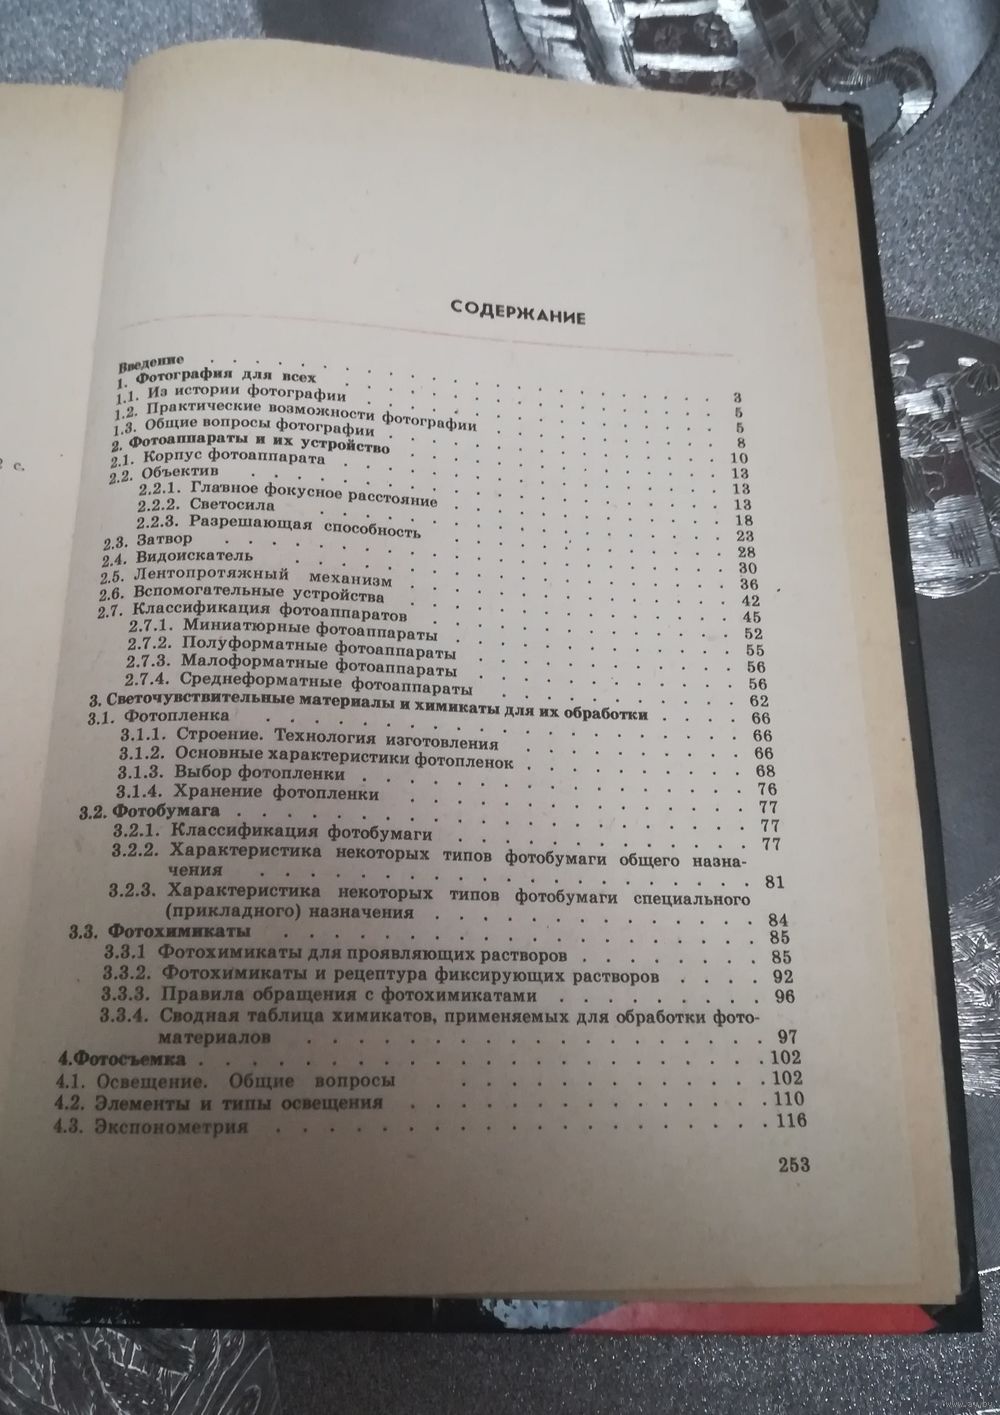 СОДЕРЖАНИЕ
Введение . . . . . . . . . . . . . . . . 3
1. Фотография для всех . . . . . . . . . . . . 5
1.1. Из истории фотографии . . . . . . . . . . . . 5
1.2. Практические возможности фотографии . . . . . . . . 8
1.3. Общие вопросы фотографии . . . . . . . . . . . 10
2. Фотоаппараты и их устройство . . . . . . . . . . 13
2.1. Корпус фотоаппарата . . . . . . . . . . . . 13
2.2. Объектив . . . . . . . . . . . . . . . 13
2.2.1. Главное фокусное расстояние . . . . . . . . . 18
2.2.2. Светосила . . . . . . . . . . . . . . 23
2.2.3. Разрешающая способность . . . . . . . . . . 28
2.3. Затвор . . . . . . . . . . . . . . . . 30
2.4. Видоискатель . . . . . . . . . . . . . . 36
2.5. Лентопротяжный механизм . . . . . . . . . . . 42
2.6. Вспомогательные устройства . . . . . . . . . . 45
2.7. Классификация фотоаппаратов . . . . . . . . . . 52
2.7.1. Миниатюрные фотоаппараты . . . . . . . . . 55
2.7.2. Полуформатные фотоаппараты . . . . . . . . . 56
2.7.3. Малоформатные фотоаппараты . . . . . . . . . 56
2.7.4. Среднеформатные фотоаппараты . . . . . . . . 62
3. Светочувствительные материалы и химикаты для их обработки . . . . 66
3.1. Фотопленка . . . . . . . . . . . . . . . 66
3.1.1. Строение. Технология изготовления . . . . . . . . 66
3.1.2. Основные характеристики фотопленок . . . . . . . . 68
3.1.3. Выбор фотопленки . . . . . . . . . . . . 76
3.1.4. Хранение фотопленки . . . . . . . . . . . 77
3.2. Фотобумага . . . . . . . . . . . . . . . 77
3.2.1. Классификация фотобумаги . . . . . . . . . . 77
3.2.2. Характеристика некоторых типов фотобумаги общего назна-
чения . . . . . . . . . . . . . . . . 81
3.2.3. Характеристика некоторых типов фотобумаги специального
(прикладного) назначения . . . . . . . . . . 84
3.3. Фотохимикаты . . . . . . . . . . . . . . 85
3.3.1 Фотохимикаты для проявляющих растворов . . . . . . 85
3.3.2. Фотохимикаты и рецептура фиксирующих растворов . . . . 92
3.3.3. Правила обращения с фотохимикатами . . . . . . . 96
3.3.4. Сводная таблица химикатов, применяемых для обработки фото-
материалов . . . . . . . . . . . . . . 97
4.Фотосъемка . . . . . . . . . . . . . . . . 102
4.1. Освещение. Общие вопросы . . . . . . . . . . . 102
4.2. Элементы и типы освещения . . . . . . . . . . . 110
4.3. Экспонометрия . . . . . . . . . . . . . . 116
253
2 с.
www.ay.by